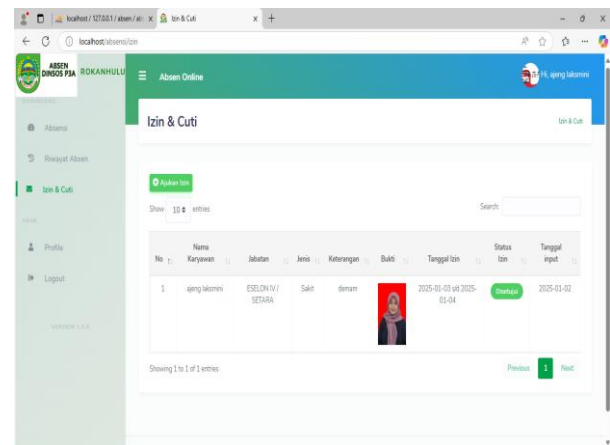 localhost / 127.0.0.1 / absen / ab
Izin & Cuti
localhost/absensi/izin
ABSEN
DINSOS P3A
ROKANHULU
Absen Online
Hi, ajeng laksmini
Izin & Cuti
Izin & Cuti
Absensi
Riwayat Absen
Izin & Cuti
Profile
Logout
Ajukan Izin
Show 10 entries
Search:
No Nama Karyawan Jabatan Jenis Keterangan Bukti Tanggal Izin Status Izin Tanggal input
1 ajeng laksmini ESELON IV / SETARA Sakit demam 2025-01-03 s/d 2025-01-04 Disetujui 2025-01-02
Showing 1 to 1 of 1 entries
Previous 1 Next